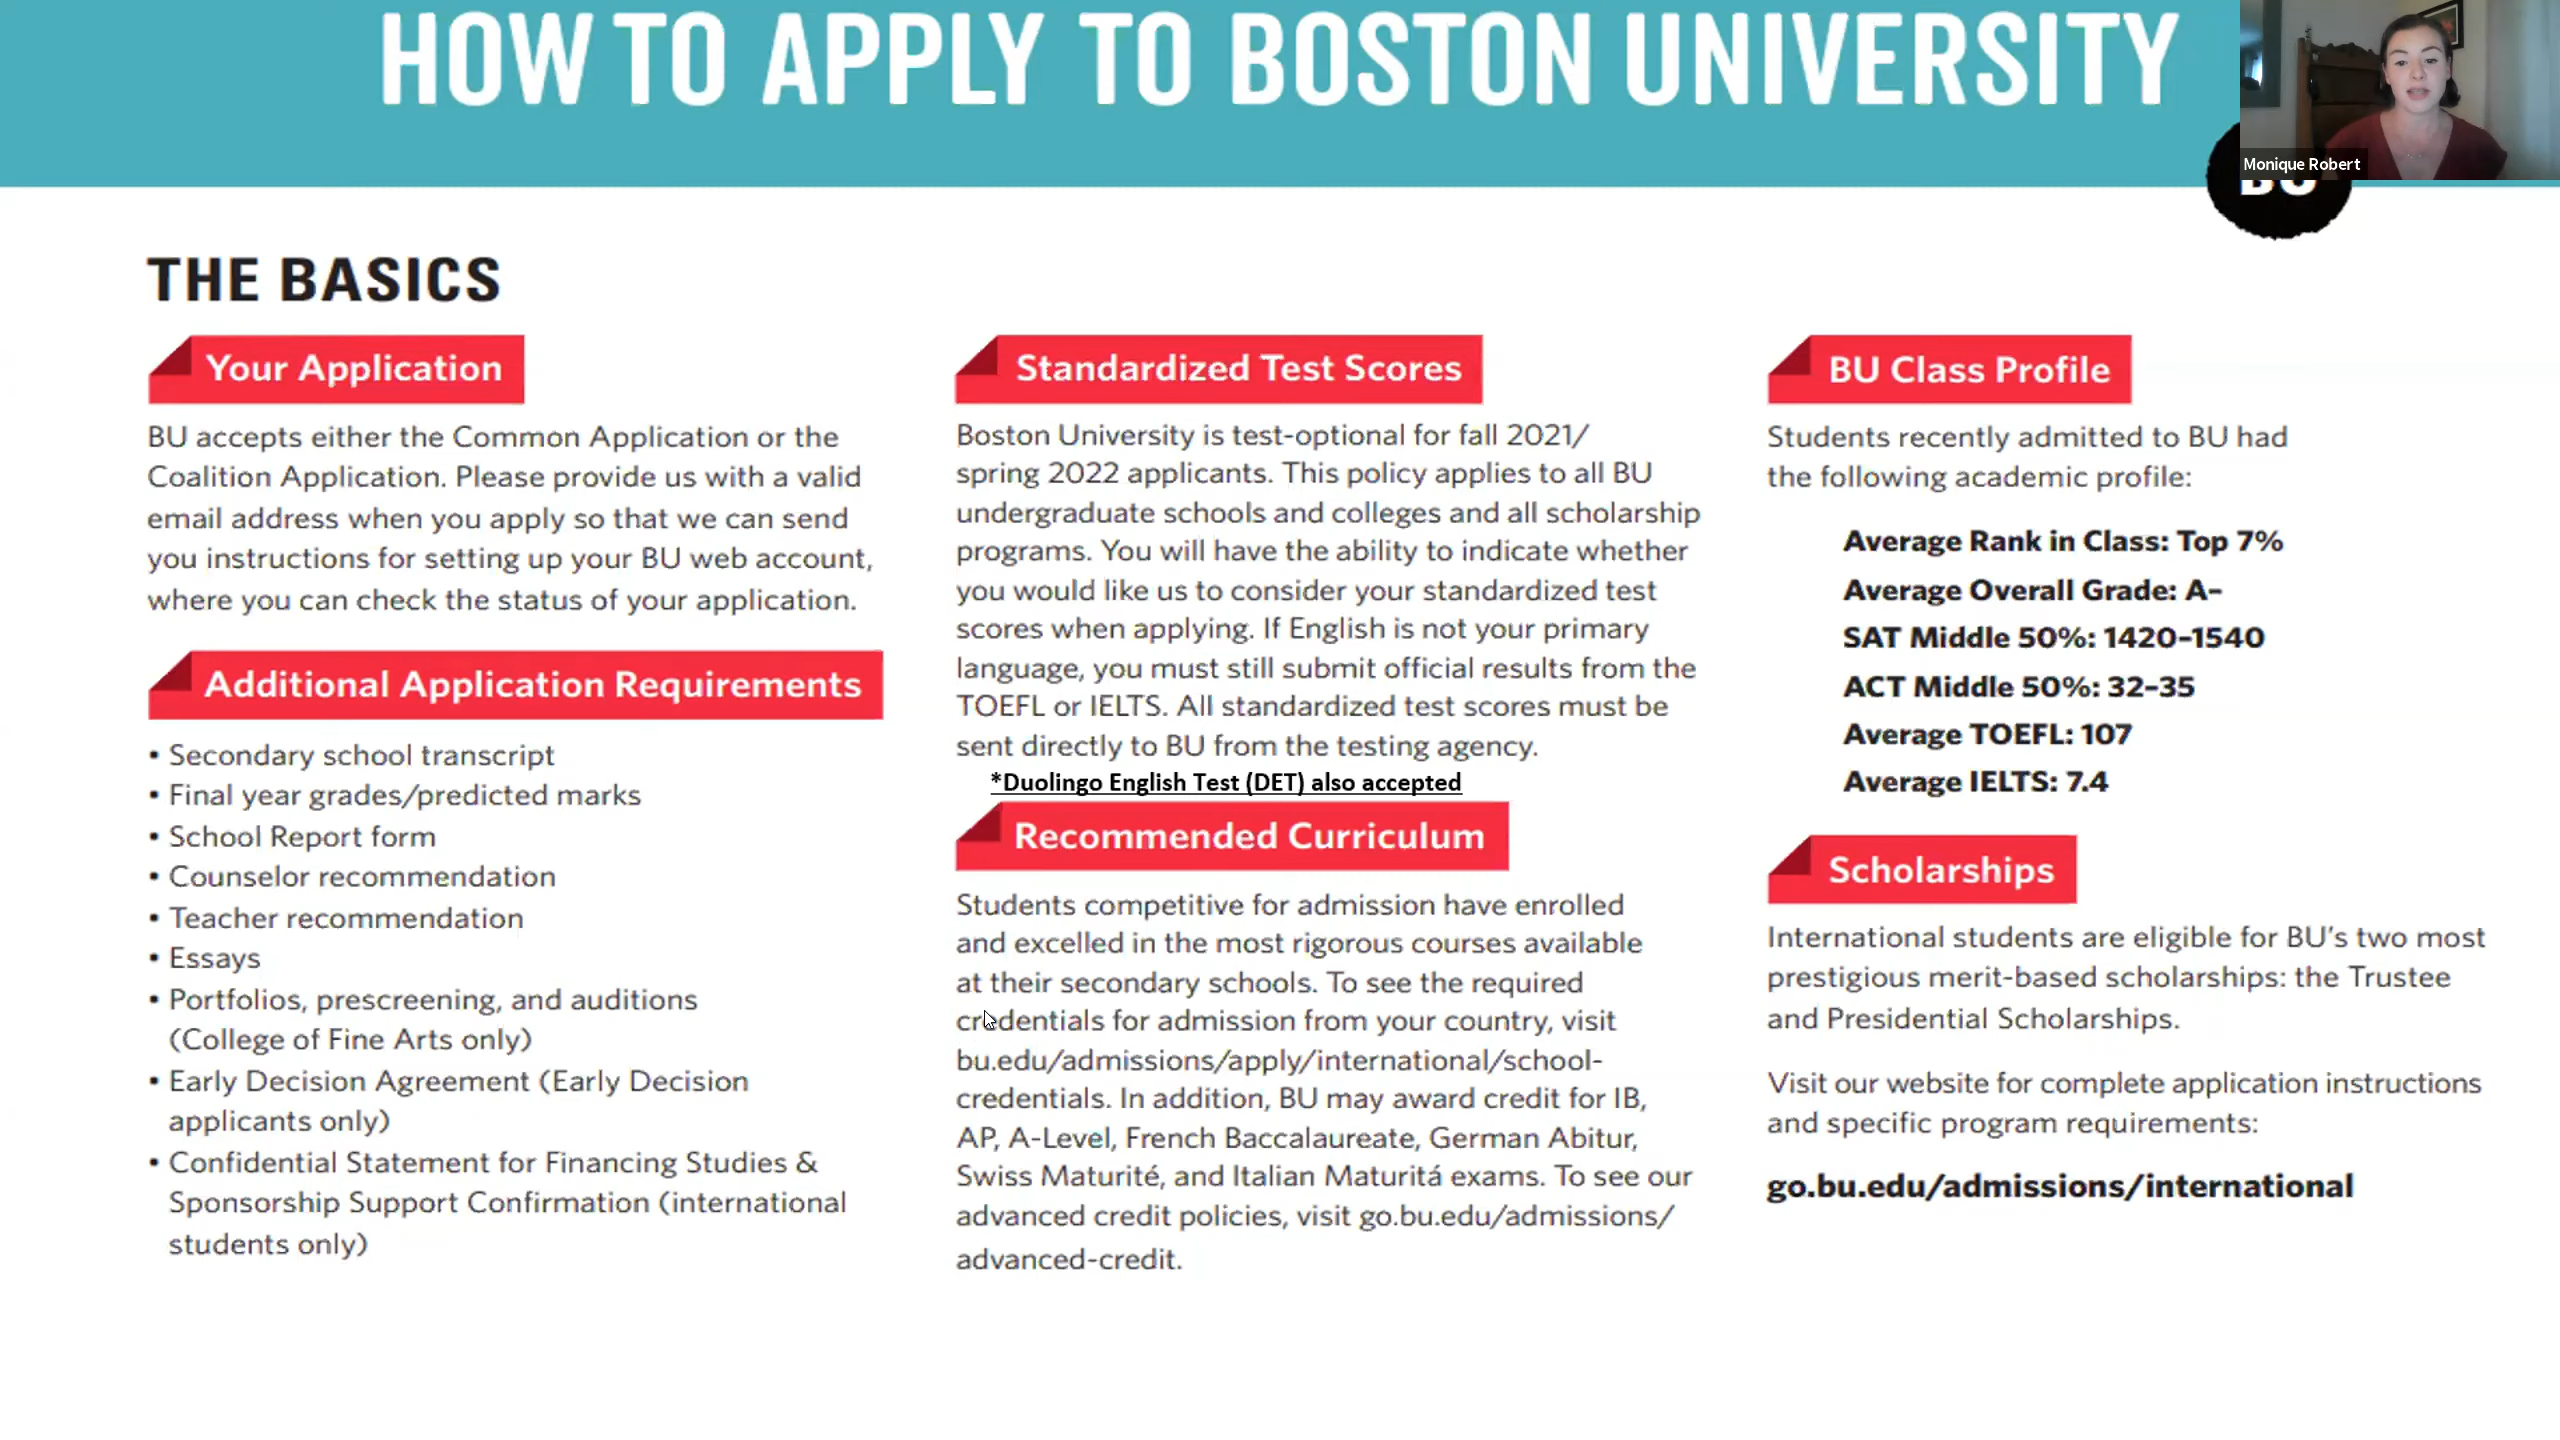 HOW TO APPLY TO BOSTON UNIVERSITY
Monique Robert
BU
THE BASICS
Your Application
BU accepts either the Common Application or the
Coalition Application. Please provide us with a valid
email address when you apply so that we can send
you instructions for setting up your BU web account,
where you can check the status of your application.
Additional Application Requirements
• Secondary school transcript
• Final year grades/predicted marks
• School Report form
• Counselor recommendation
• Teacher recommendation
• Essays
• Portfolios, prescreening, and auditions
(College of Fine Arts only)
• Early Decision Agreement (Early Decision
applicants only)
• Confidential Statement for Financing Studies &
Sponsorship Support Confirmation (international
students only)
Standardized Test Scores
Boston University is test-optional for fall 2021/
spring 2022 applicants. This policy applies to all BU
undergraduate schools and colleges and all scholarship
programs. You will have the ability to indicate whether
you would like us to consider your standardized test
scores when applying. If English is not your primary
language, you must still submit official results from the
TOEFL or IELTS. All standardized test scores must be
sent directly to BU from the testing agency.
*Duolingo English Test (DET) also accepted
Recommended Curriculum
Students competitive for admission have enrolled
and excelled in the most rigorous courses available
at their secondary schools. To see the required
credentials for admission from your country, visit
bu.edu/admissions/apply/international/school-
credentials. In addition, BU may award credit for IB,
AP, A-Level, French Baccalaureate, German Abitur,
Swiss Maturité, and Italian Maturitá exams. To see our
advanced credit policies, visit go.bu.edu/admissions/
advanced-credit.
BU Class Profile
Students recently admitted to BU had
the following academic profile:
Average Rank in Class: Top 7%
Average Overall Grade: A–
SAT Middle 50%: 1420–1540
ACT Middle 50%: 32–35
Average TOEFL: 107
Average IELTS: 7.4
Scholarships
International students are eligible for BU's two most
prestigious merit-based scholarships: the Trustee
and Presidential Scholarships.
Visit our website for complete application instructions
and specific program requirements:
go.bu.edu/admissions/international